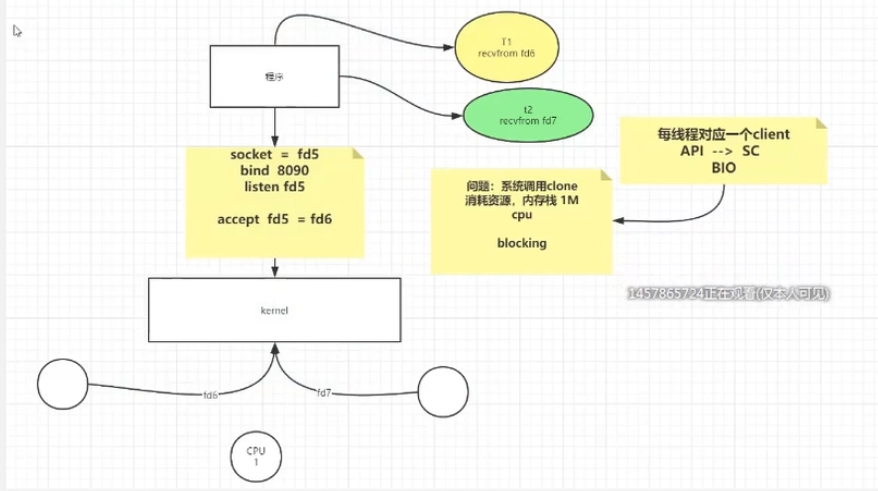 T1
recvfrom fd6
程序
t2
recvfrom fd7
socket = fd5
bind 8090
listen fd5
accept fd5 = fd6
每线程对应一个client
API --> SC
BIO
问题：系统调用clone
消耗资源，内存栈 1M
cpu
blocking
1457865724正在观看(仅本人可见)
kernel
fd6
fd7
CPU
1